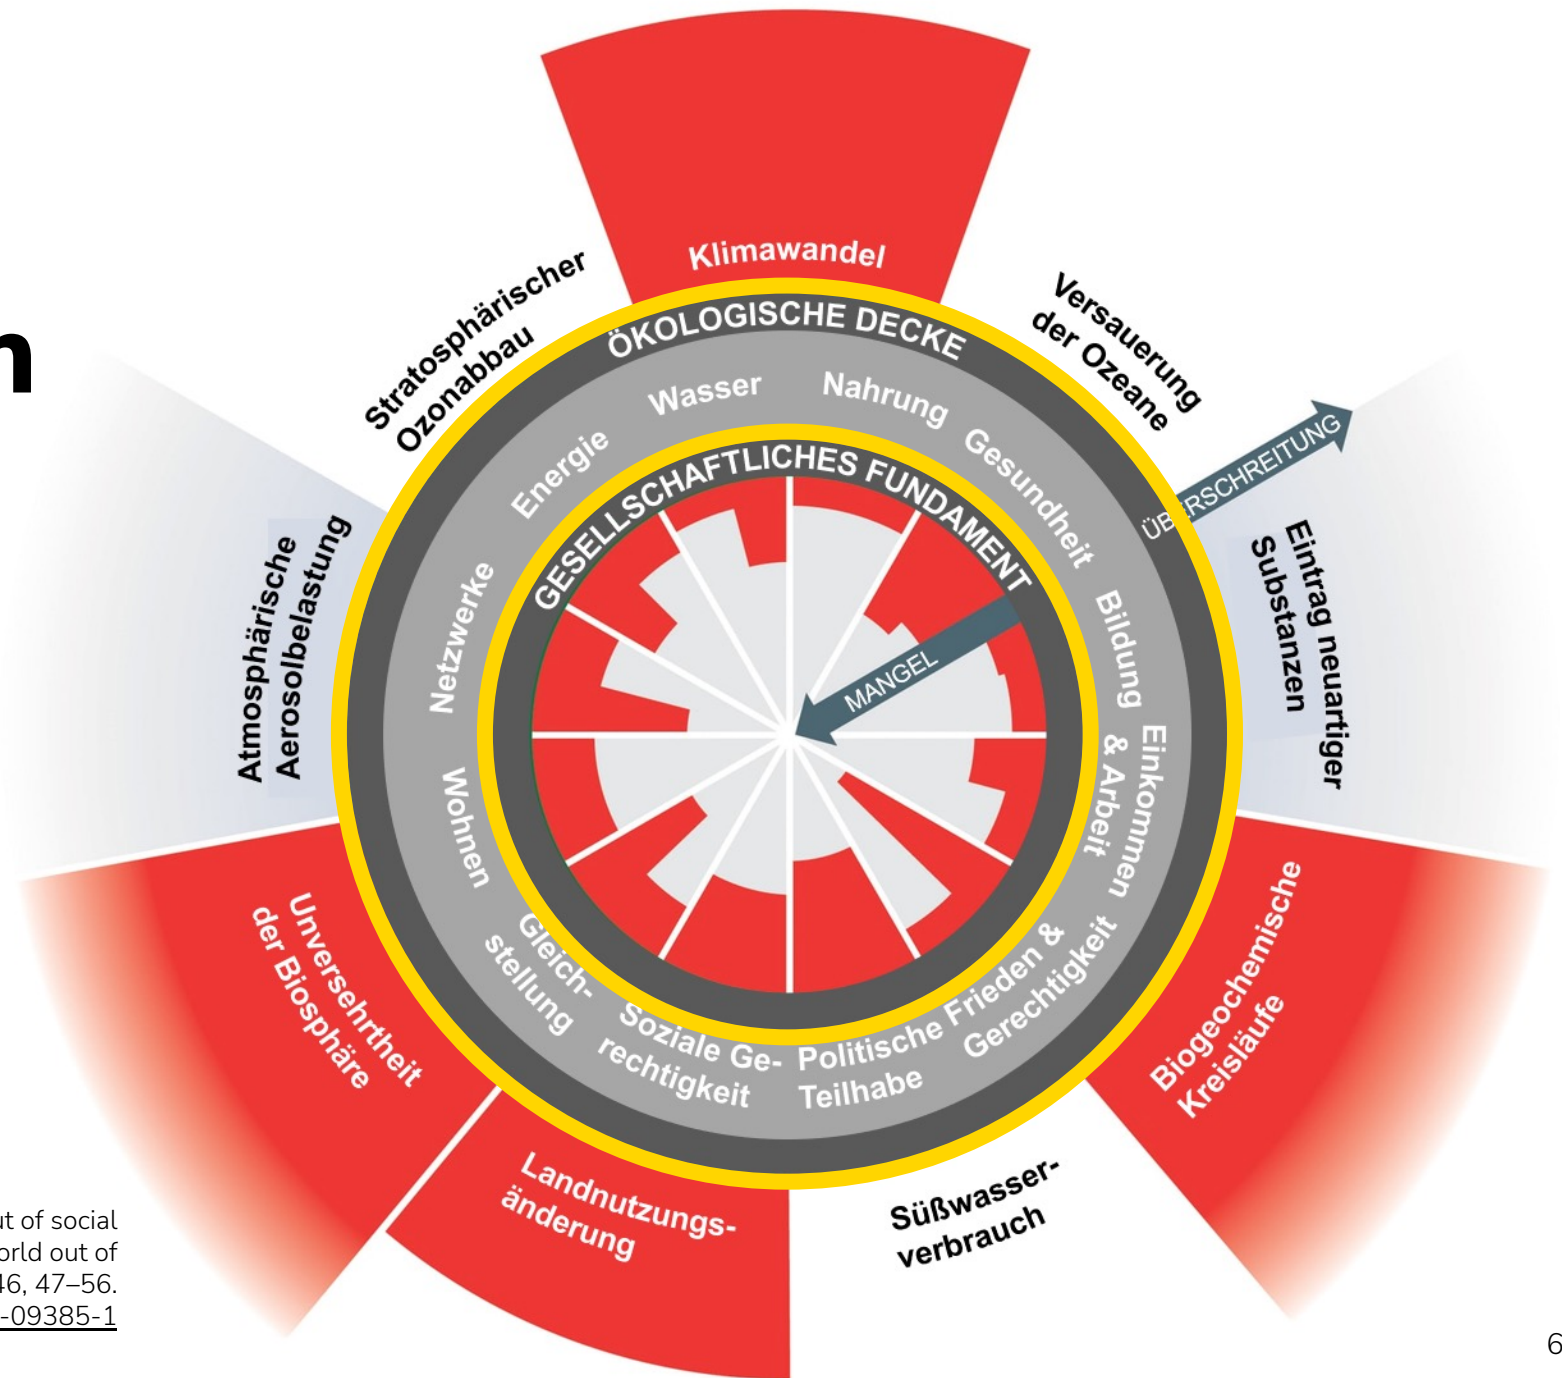 n
Klimawandel
Stratosphärischer
Ozonabbau
Versauerung
der Ozeane
ÖKOLOGISCHE DECKE
Wasser
Nahrung
Energie
Gesundheit
GESELLSCHAFTLICHES FUNDAMENT
ÜBERSCHREITUNG
Atmosphärische
Aerosolbelastung
Netzwerke
Bildung
MANGEL
Eintrag neuartiger
Substanzen
Wohnen
Einkommen
& Arbeit
Gleich-
stellung
Soziale Ge-
rechtigkeit
Politische
Teilhabe
Frieden &
Gerechtigkeit
Unversehrtheit
der Biosphäre
Biogeochemische
Kreisläufe
Landnutzungs-
änderung
Süßwasser-
verbrauch
of social
out of
46, 47–56.
-09385-1
6